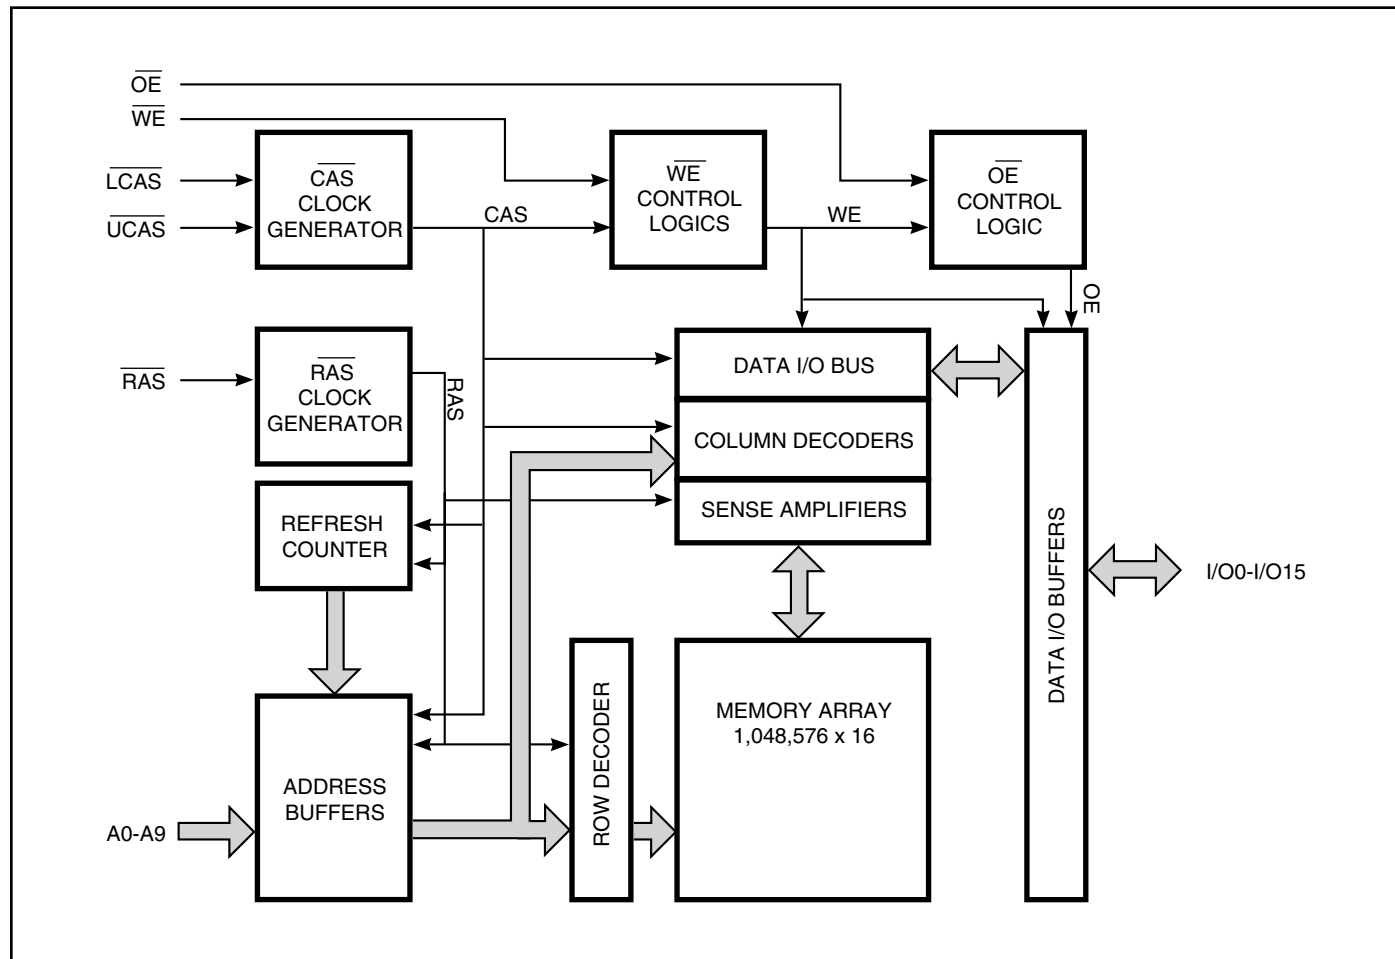 OE
WE
LCAS
UCAS
CAS
CLOCK
GENERATOR
CAS
WE
CONTROL
LOGICS
WE
OE
CONTROL
LOGIC
OE
RAS
RAS
CLOCK
GENERATOR
RAS
DATA I/O BUS
COLUMN DECODERS
SENSE AMPLIFIERS
REFRESH
COUNTER
DATA I/O BUFFERS
I/O0-I/O15
ROW DECODER
MEMORY ARRAY
1,048,576 x 16
ADDRESS
BUFFERS
A0-A9